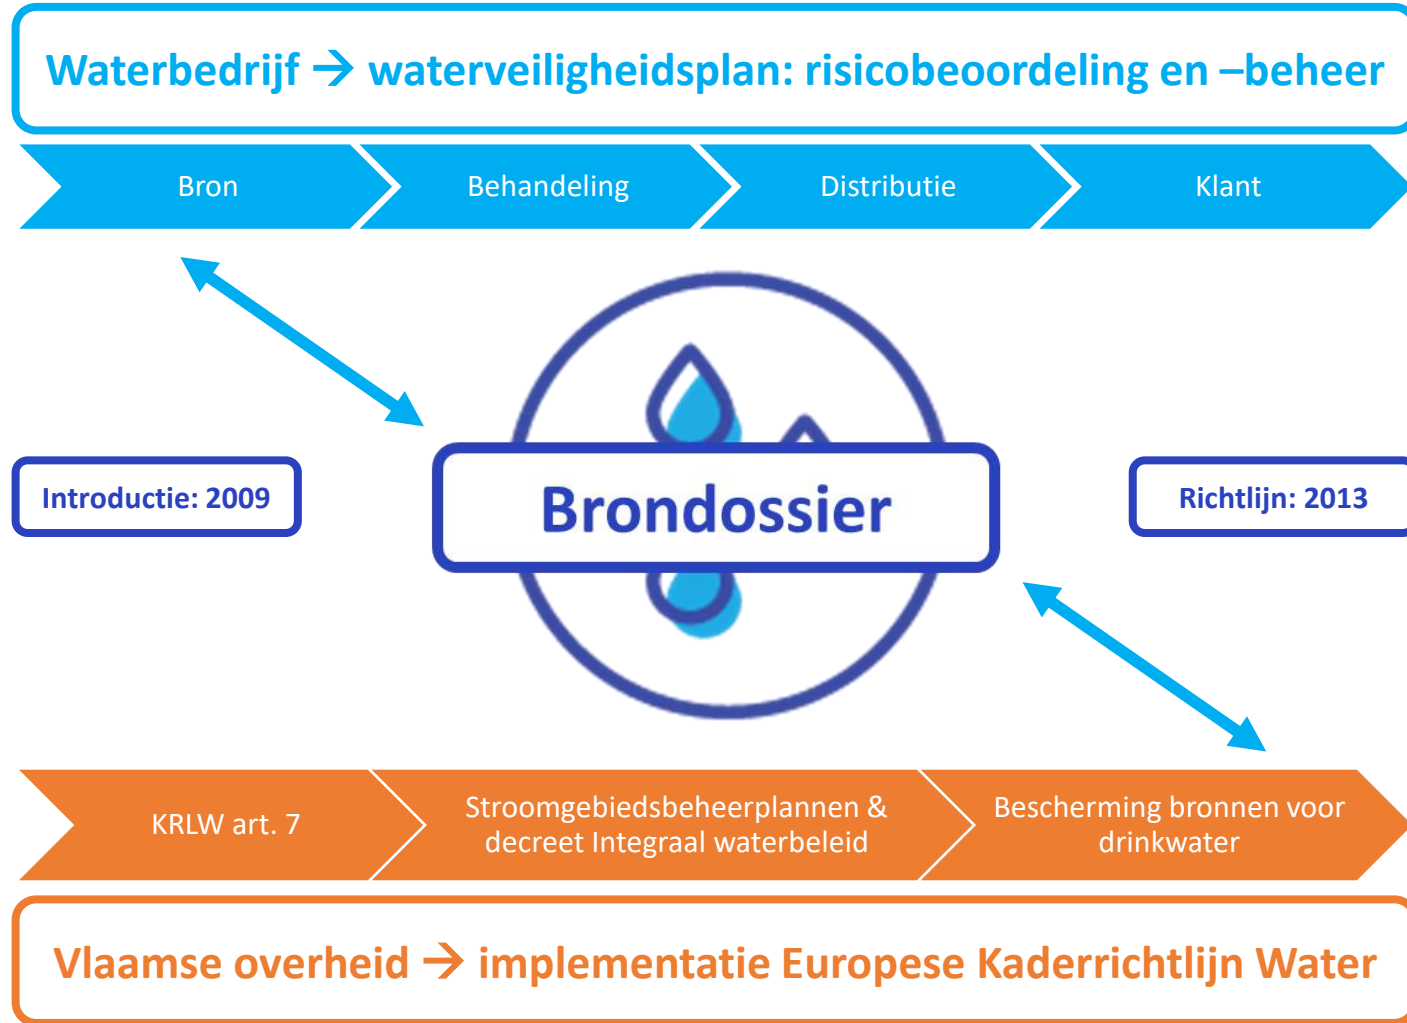 Waterbedrijf → waterveiligheidsplan: risicobeoordeling en –beheer
Bron
Behandeling
Distributie
Klant
Introductie: 2009
Brondossier
Richtlijn: 2013
KRLW art. 7
Stroomgebiedsbeheerplannen &
decreet Integraal waterbeleid
Bescherming bronnen voor
drinkwater
Vlaamse overheid → implementatie Europese Kaderrichtlijn Water